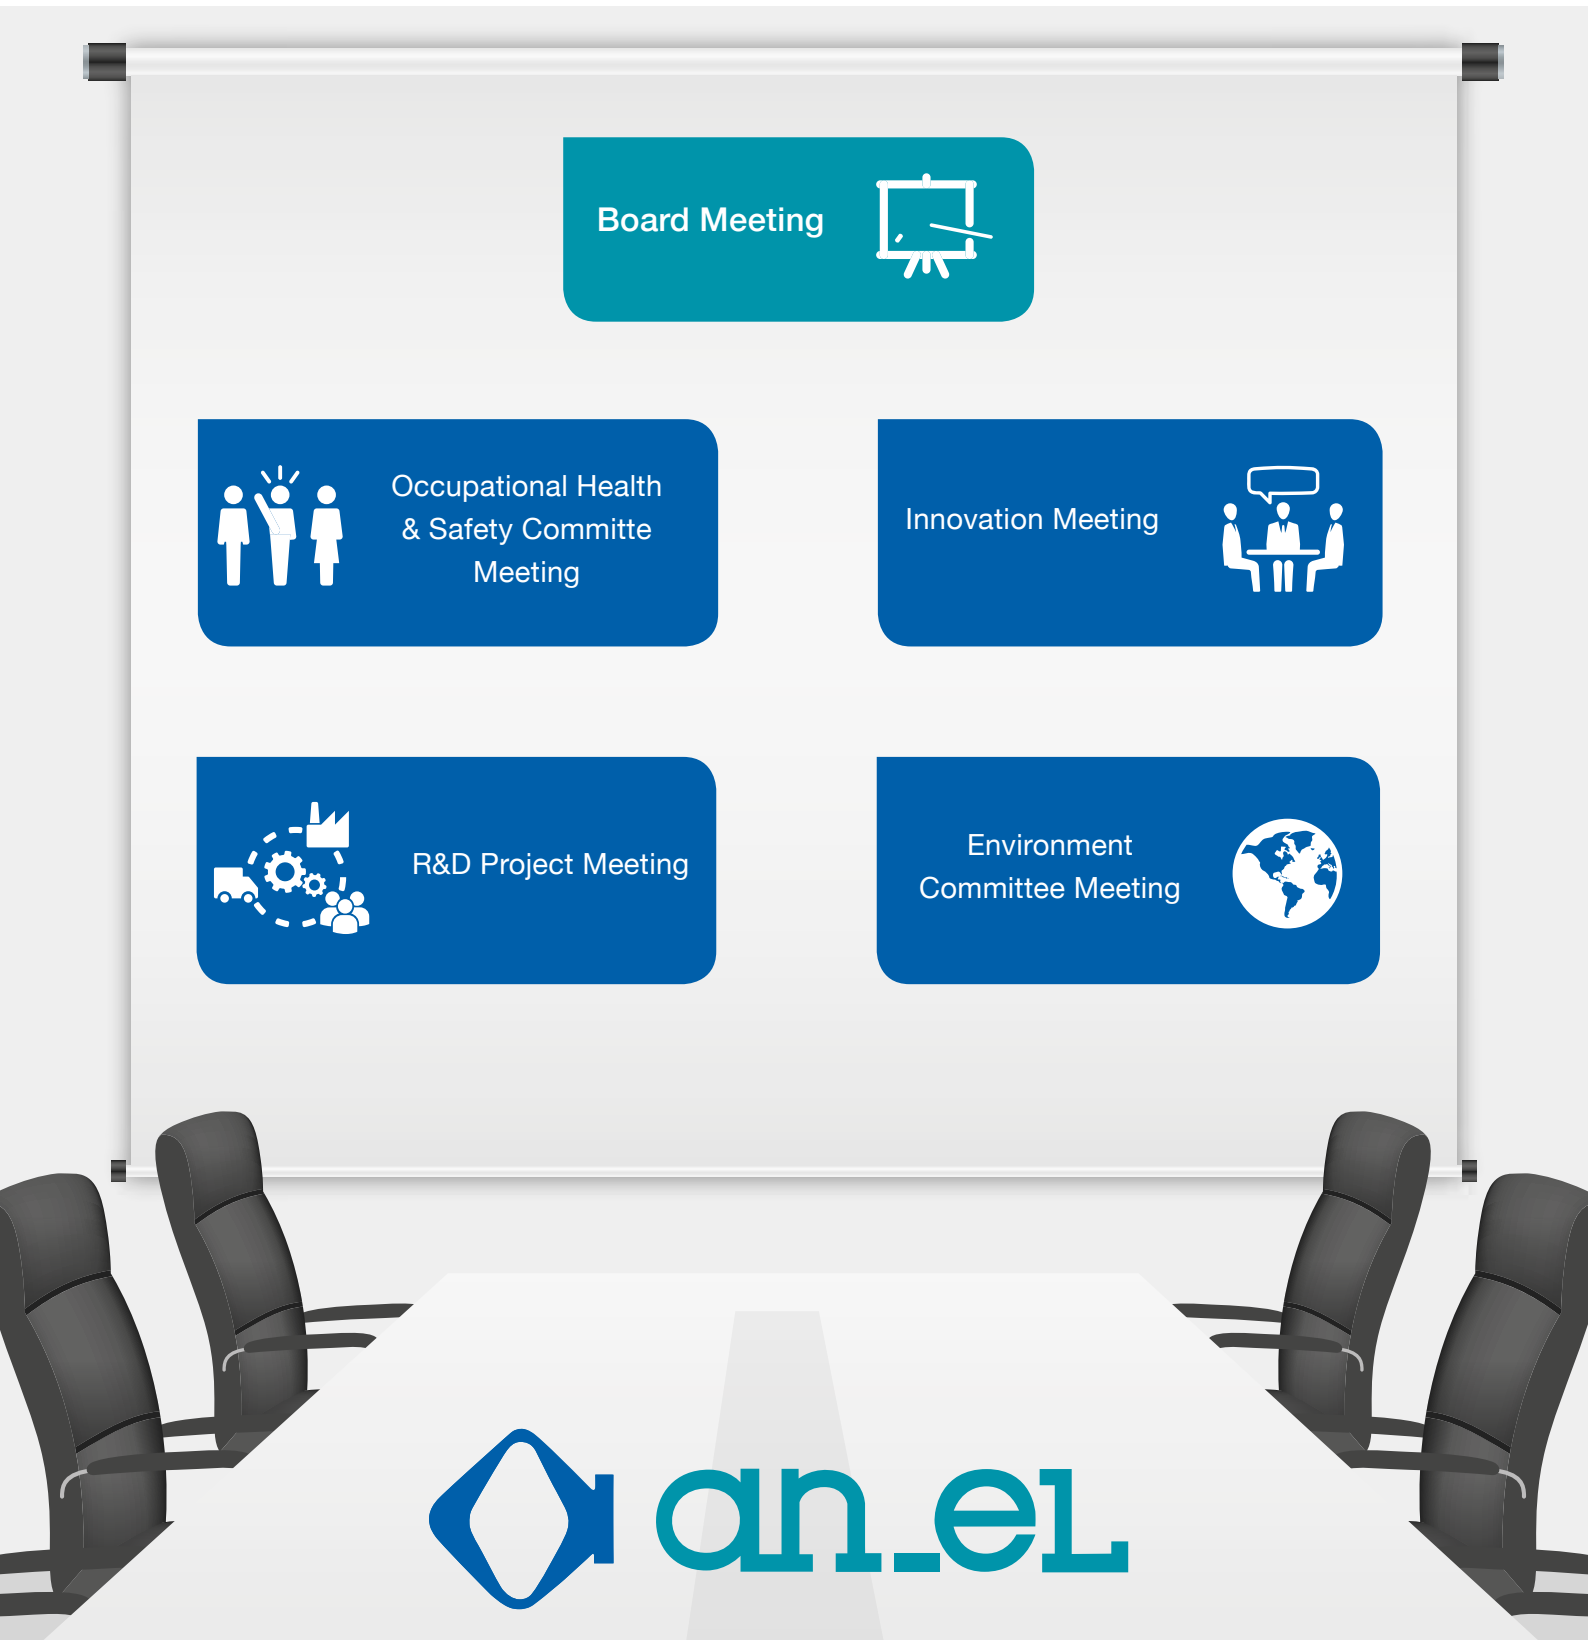 Board Meeting
Occupational Health
& Safety Committe
Meeting
Innovation Meeting
R&D Project Meeting
Environment
Committee Meeting
an_eL